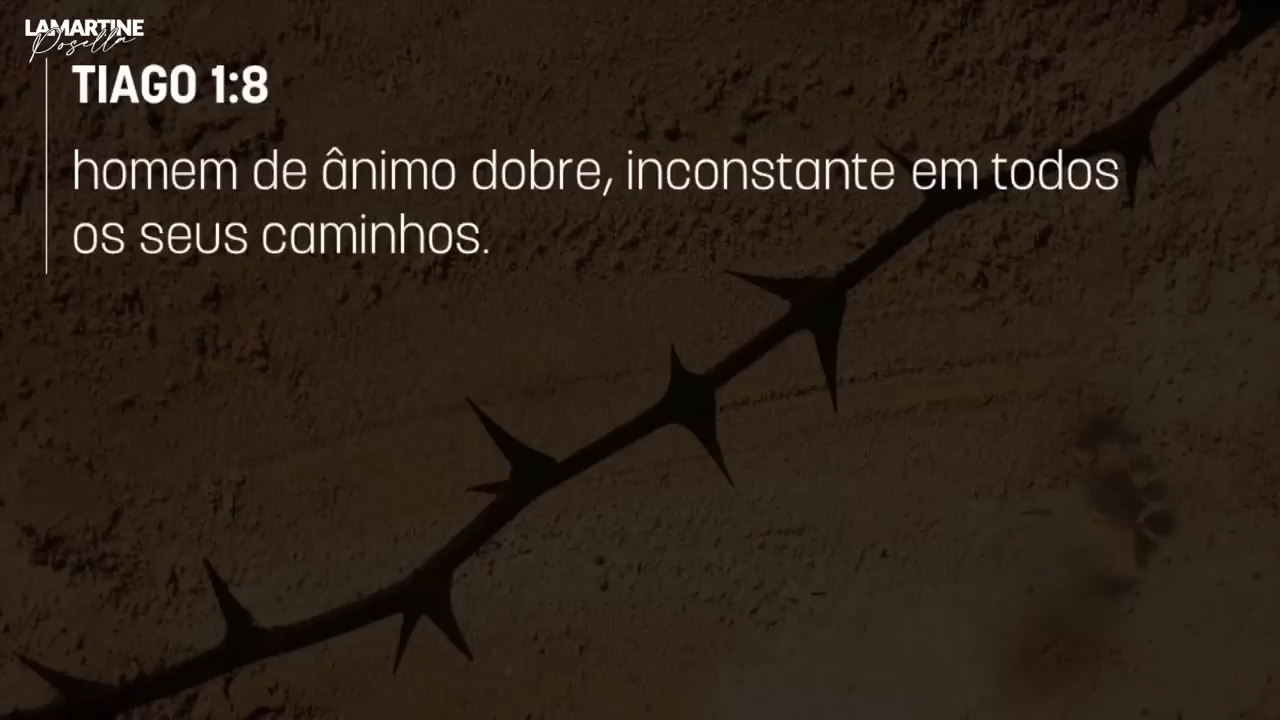 LAMARTINE
Posella
TIAGO 1:8
homem de ânimo dobre, inconstante em todos
os seus caminhos.